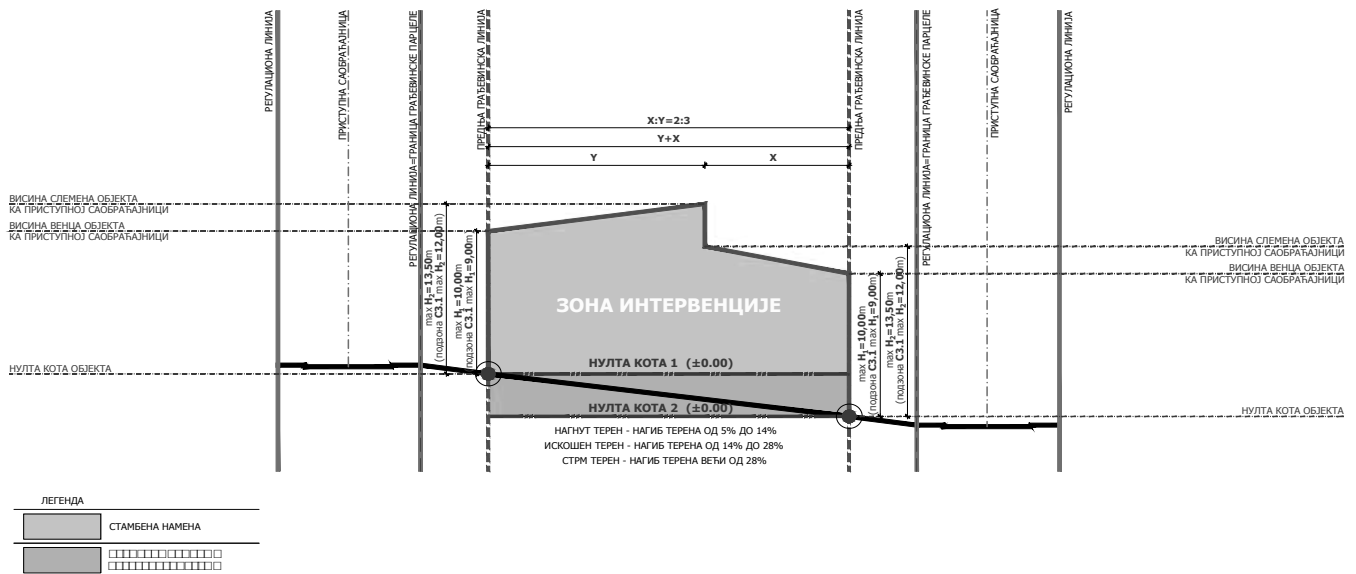 РЕГУЛАЦИОНА ЛИНИЈА
ПРИСТУПНА САОБРАЋАЈНИЦА
РЕГУЛАЦИОНА ЛИНИЈА=ГРАНИЦА ГРАЂЕВИНСКЕ ПАРЦЕЛЕ
ПРЕДЊА ГРАЂЕВИНСКА ЛИНИЈА
ПРЕДЊА ГРАЂЕВИНСКА ЛИНИЈА
РЕГУЛАЦИОНА ЛИНИЈА=ГРАНИЦА ГРАЂЕВИНСКЕ ПАРЦЕЛЕ
ПРИСТУПНА САОБРАЋАЈНИЦА
РЕГУЛАЦИОНА ЛИНИЈА
X:Y=2:3
Y+X
Y
X
ВИСИНА СЛЕМЕНА ОБЈЕКТА
КА ПРИСТУПНОЈ САОБРАЋАЈНИЦИ
ВИСИНА ВЕНЦА ОБЈЕКТА
КА ПРИСТУПНОЈ САОБРАЋАЈНИЦИ
max H₂=13,50m
(подзона С3.1 max H₂=12,00m)
max H₁=10,00m
подзона С3.1 max H₁=9,00m)
ВИСИНА СЛЕМЕНА ОБЈЕКТА
КА ПРИСТУПНОЈ САОБРАЋАЈНИЦИ
ВИСИНА ВЕНЦА ОБЈЕКТА
КА ПРИСТУПНОЈ САОБРАЋАЈНИЦИ
max H₁=10,00m
(подзона С3.1 max H₁=9,00m)
max H₂=13,50m
(подзона С3.1 max H₂=12,00m)
ЗОНА ИНТЕРВЕНЦИЈЕ
НУЛТА КОТА 1 (±0.00)
НУЛТА КОТА ОБЈЕКТА
НУЛТА КОТА 2 (±0.00)
НУЛТА КОТА ОБЈЕКТА
НАГНУТ ТЕРЕН - НАГИБ ТЕРЕНА ОД 5% ДО 14%
ИСКОШЕН ТЕРЕН - НАГИБ ТЕРЕНА ОД 14% ДО 28%
СТРМ ТЕРЕН - НАГИБ ТЕРЕНА ВЕЋИ ОД 28%
ЛЕГЕНДА
СТАМБЕНА НАМЕНА